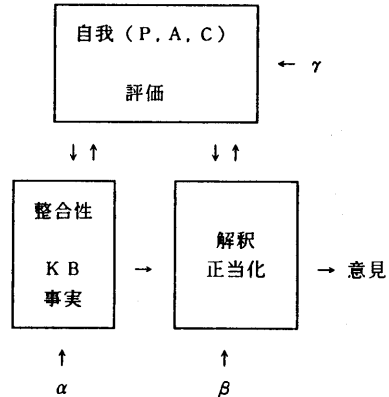 自我(P,A,C)
評価
← γ
↓ ↑
↓ ↑
整合性
KB
事実
→
解釈
正当化
→ 意見
↑
↑
α
β